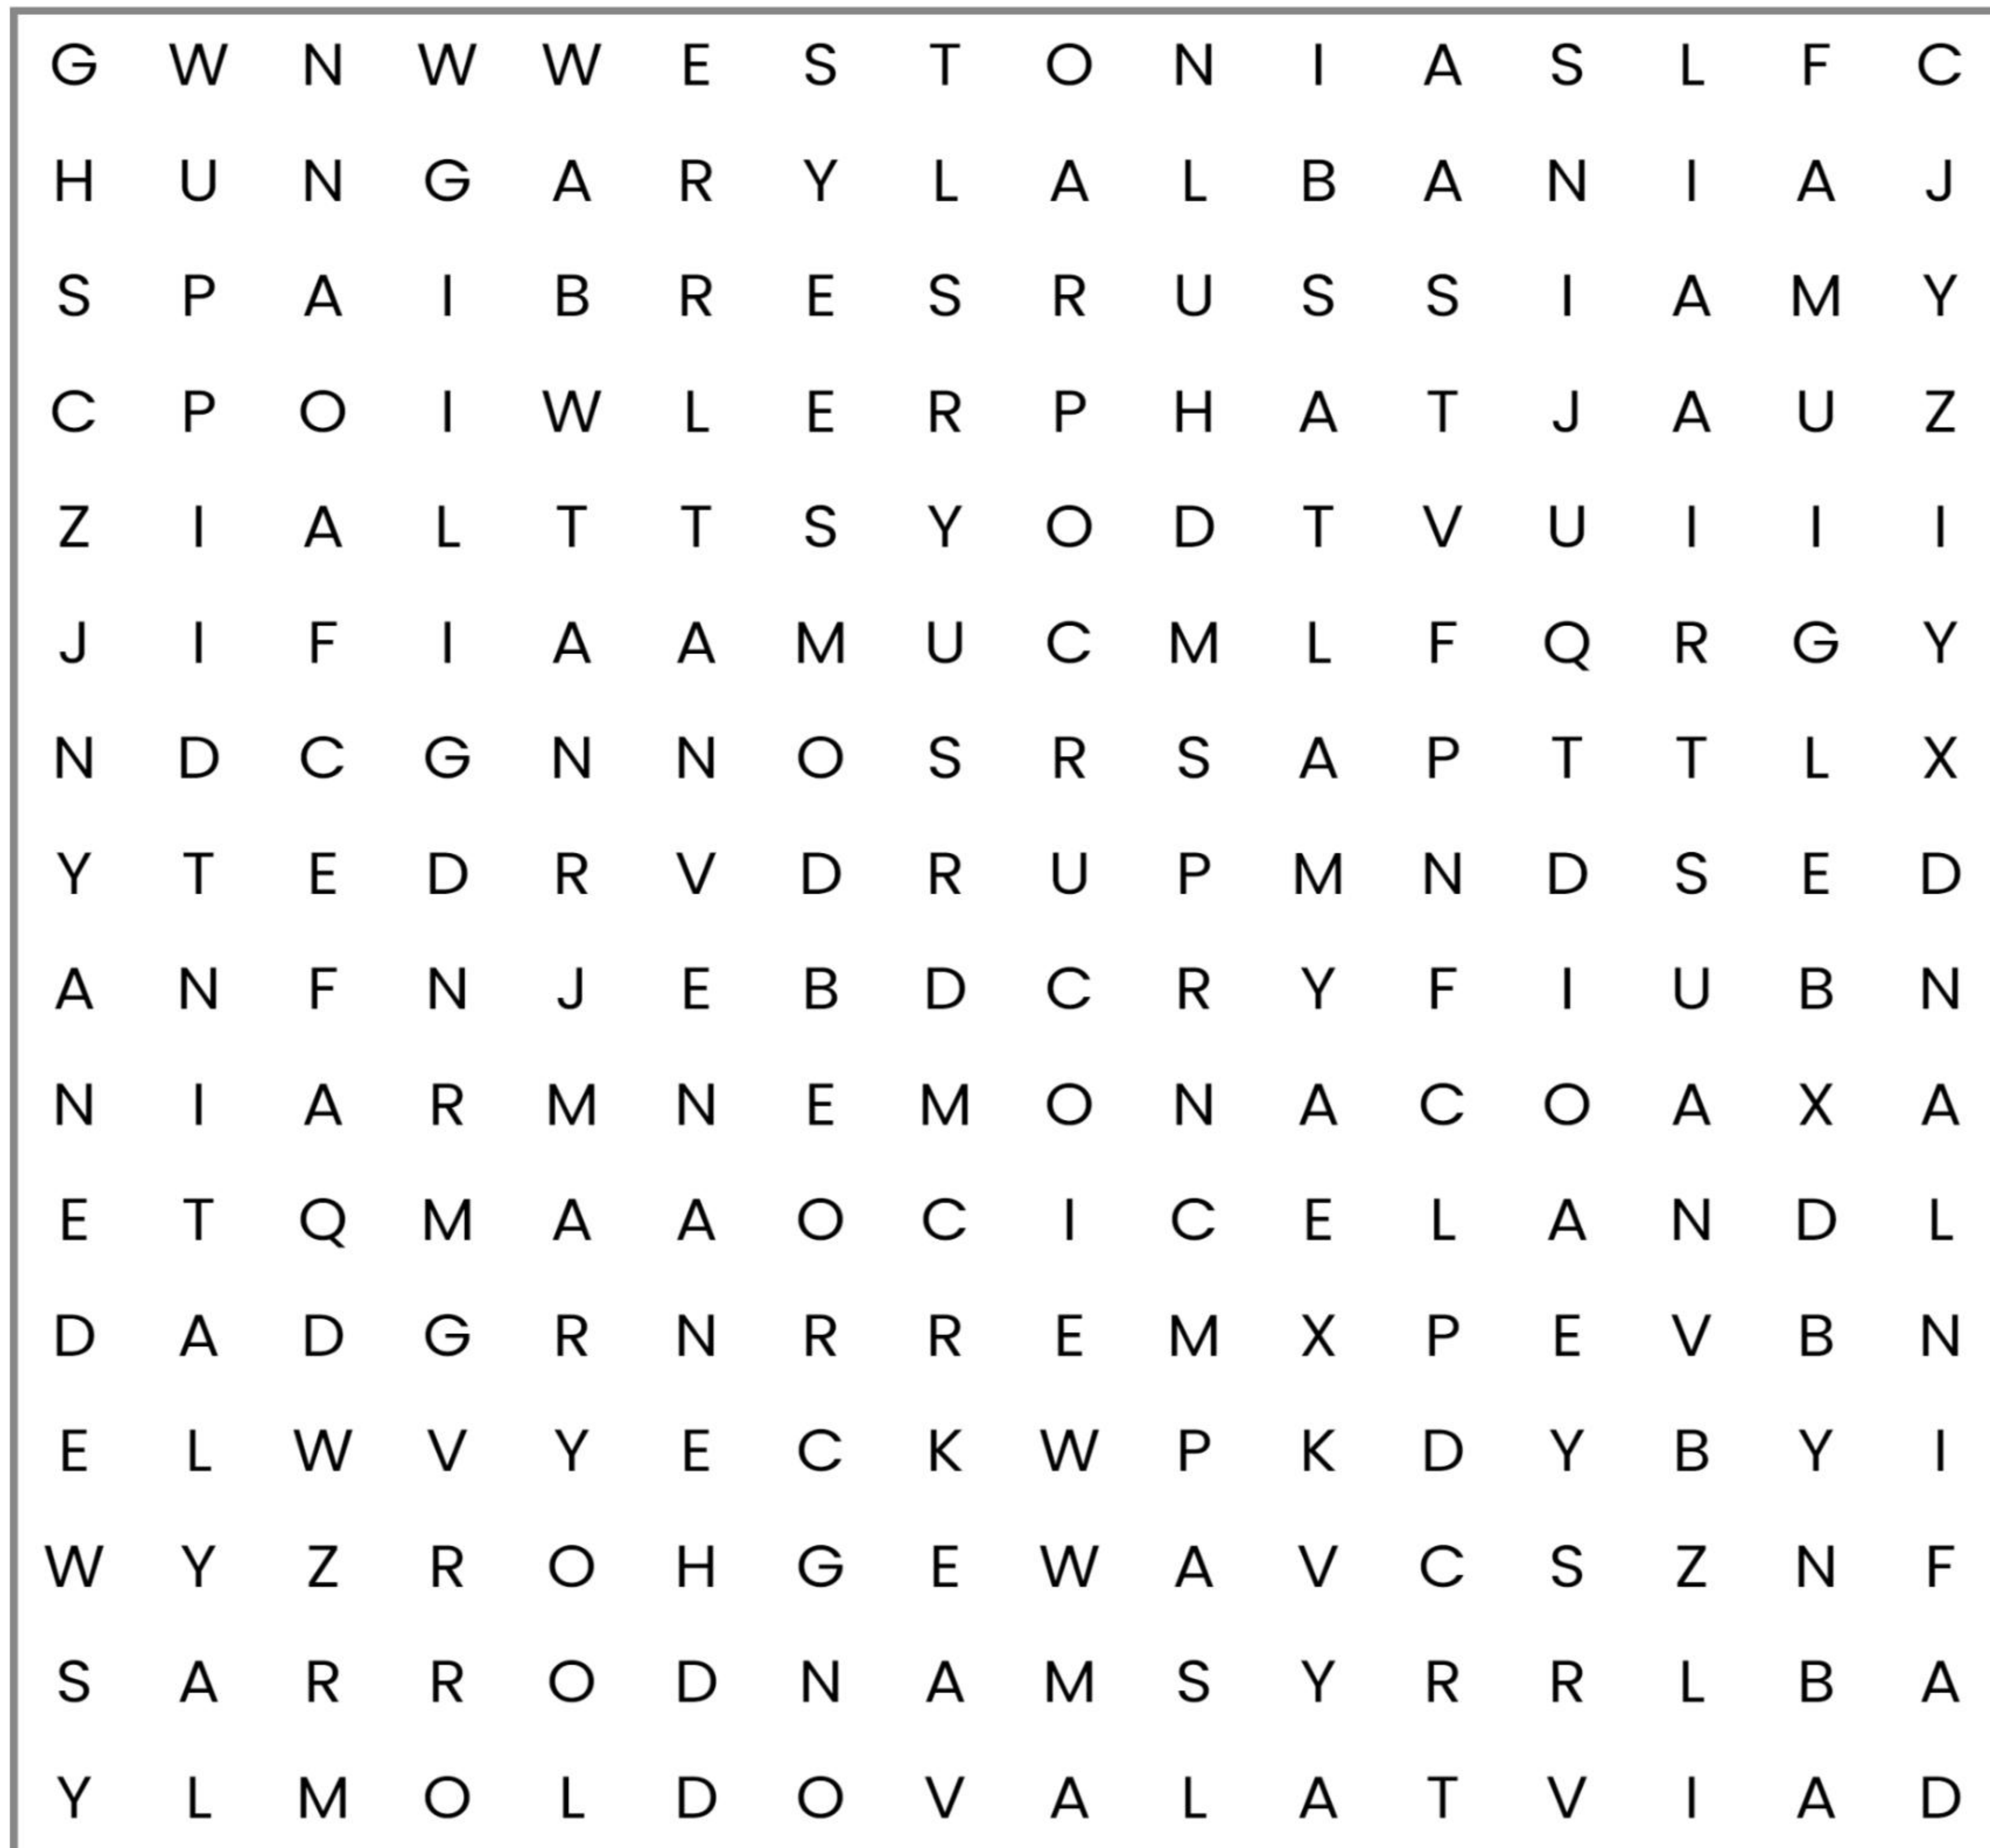 G W N W W E S T O N I A S L F C
H U N G A R Y L A L B A N I A J
S P A I B R E S R U S S I A M Y
C P O I W L E R P H A T J A U Z
Z I A L T T S Y O D T V U I I I
J I F I A A M U C M L F Q R G Y
N D C G N N O S R S A P T T L X
Y T E D R V D R U P M N D S E D
A N F N J E B D C R Y F I U B N
N I A R M N E M O N A C O A X A
E T Q M A A O C I C E L A N D L
D A D G R N R R E M X P E V B N
E L W V Y E C K W P K D Y B Y I
W Y Z R O H G E W A V C S Z N F
S A R R O D N A M S Y R R L B A
Y L M O L D O V A L A T V I A D